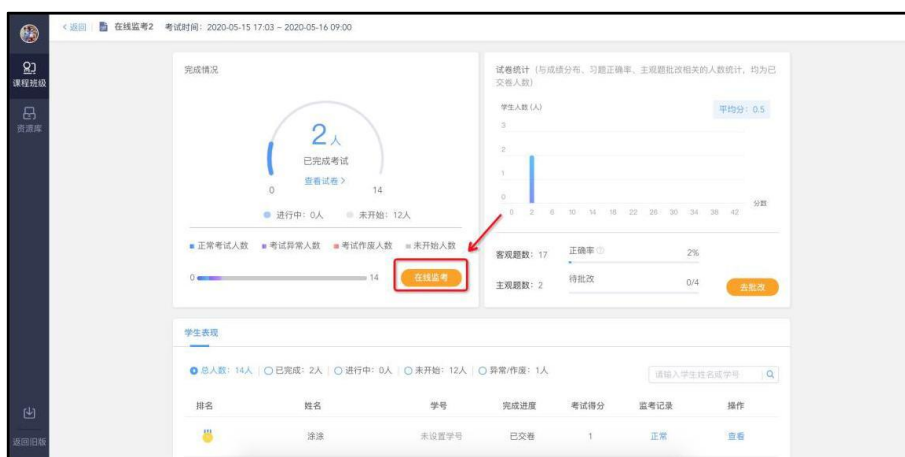 < 返回 在线监考2 考试时间: 2020-05-15 17:03 ~ 2020-05-16 09:00
课程班级
资源库
返回旧版
完成情况
2人
已完成考试
查看试卷 >
0 14
进行中: 0人 未开始: 12人
正常考试人数 考试异常人数 考试作废人数 未开始人数
0 14 在线监考
试卷统计 (与成绩分布、习题正确率、主观题批改相关的人数统计, 均为已
交卷人数)
学生人数 (人) 平均分: 0.5
3
2
1
0
分数
0 2 6 10 14 18 22 26 30 34 38 42
客观题数: 17 正确率 2%
主观题数: 2 待批改 0/4 去批改
学生表现
总人数: 14人 已完成: 2人 进行中: 0人 未开始: 12人 异常/作废: 1人 请输入学生姓名或学号
排名 姓名 学号 完成进度 考试得分 监考记录 操作
涂涂 未设置学号 已交卷 1 正常 查看